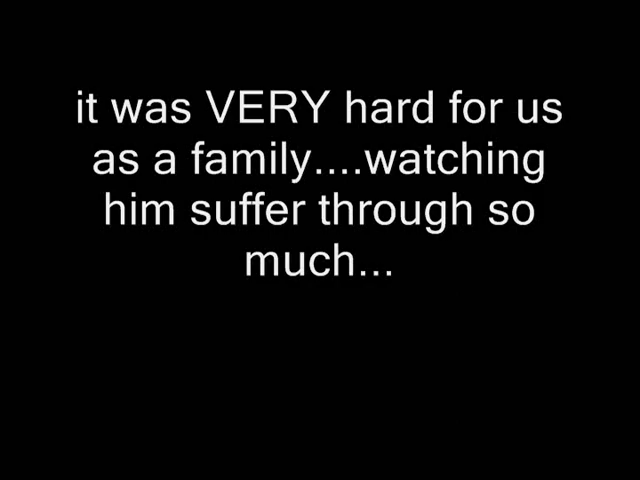 it was VERY hard for us
as a family....watching
him suffer through so
much...